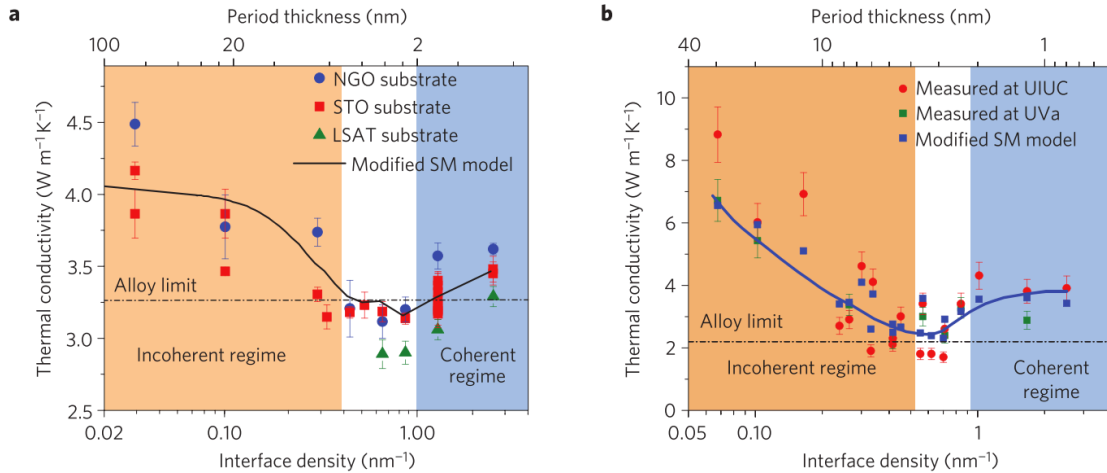 a
Period thickness (nm)
100 20 2
NGO substrate
STO substrate
LSAT substrate
Modified SM model
Thermal conductivity (W m⁻¹ K⁻¹)
4.5
4.0
3.5
3.0
2.5
Alloy limit
Incoherent regime
Coherent
regime
0.02 0.10 1.00
Interface density (nm⁻¹)
b
Period thickness (nm)
40 10 1
Measured at UIUC
Measured at UVa
Modified SM model
Thermal conductivity (W m⁻¹ K⁻¹)
10
8
6
4
2
0
Alloy limit
Incoherent regime
Coherent
regime
0.05 0.10 1
Interface density (nm⁻¹)